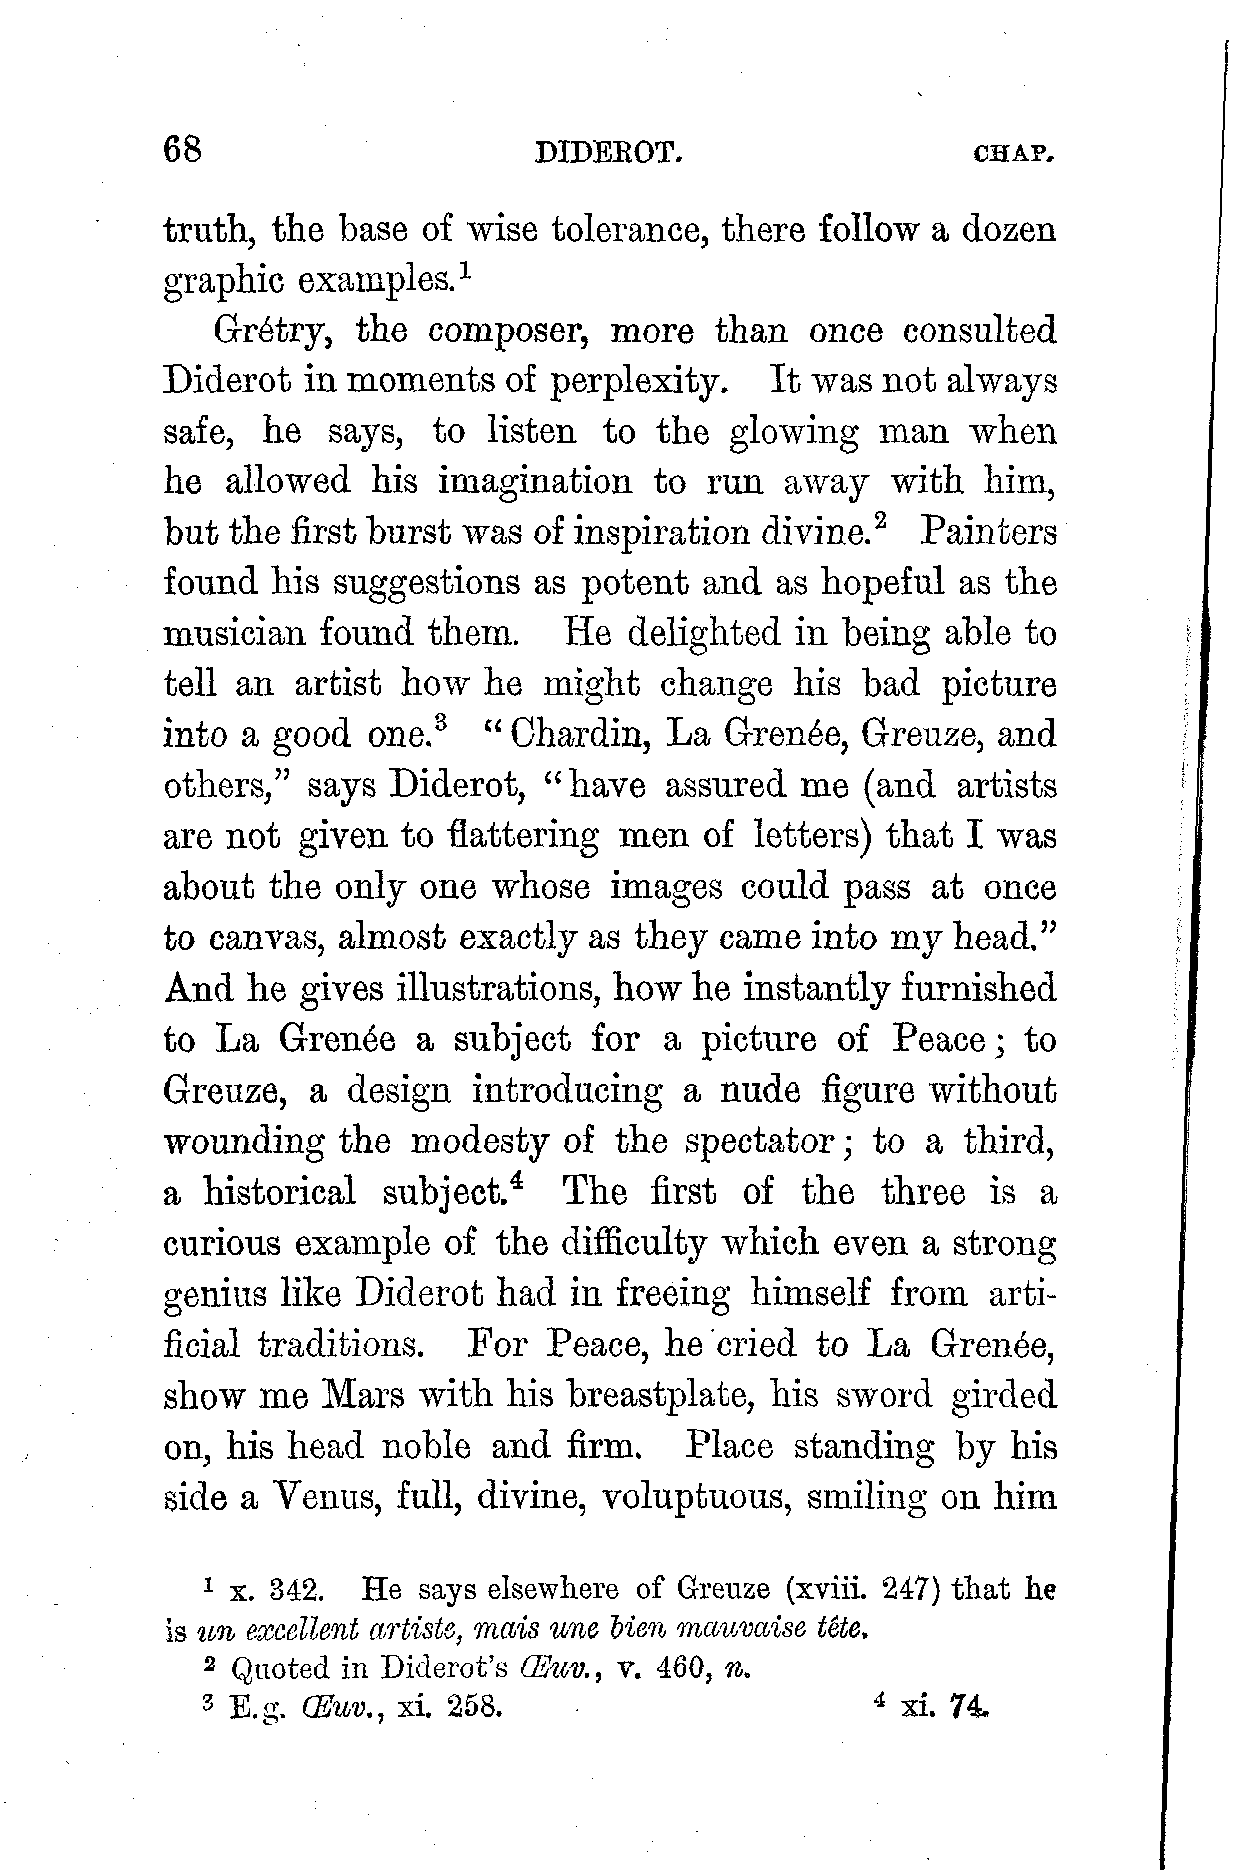 68 DIDEROT. CHAP.
truth, the base of wise tolerance, there follow a dozen
graphic examples.¹
Grétry, the composer, more than once consulted
Diderot in moments of perplexity. It was not always
safe, he says, to listen to the glowing man when
he allowed his imagination to run away with him,
but the first burst was of inspiration divine.² Painters
found his suggestions as potent and as hopeful as the
musician found them. He delighted in being able to
tell an artist how he might change his bad picture
into a good one.³ “Chardin, La Grenée, Greuze, and
others,” says Diderot, “have assured me (and artists
are not given to flattering men of letters) that I was
about the only one whose images could pass at once
to canvas, almost exactly as they came into my head.”
And he gives illustrations, how he instantly furnished
to La Grenée a subject for a picture of Peace; to
Greuze, a design introducing a nude figure without
wounding the modesty of the spectator; to a third,
a historical subject.⁴ The first of the three is a
curious example of the difficulty which even a strong
genius like Diderot had in freeing himself from arti-
ficial traditions. For Peace, he cried to La Grenée,
show me Mars with his breastplate, his sword girded
on, his head noble and firm. Place standing by his
side a Venus, full, divine, voluptuous, smiling on him
¹ x. 342. He says elsewhere of Greuze (xviii. 247) that he
is un excellent artiste, mais une bien mauvaise tête.
² Quoted in Diderot’s Œuv., v. 460, n.
³ E.g. Œuv., xi. 258. ⁴ xi. 74.